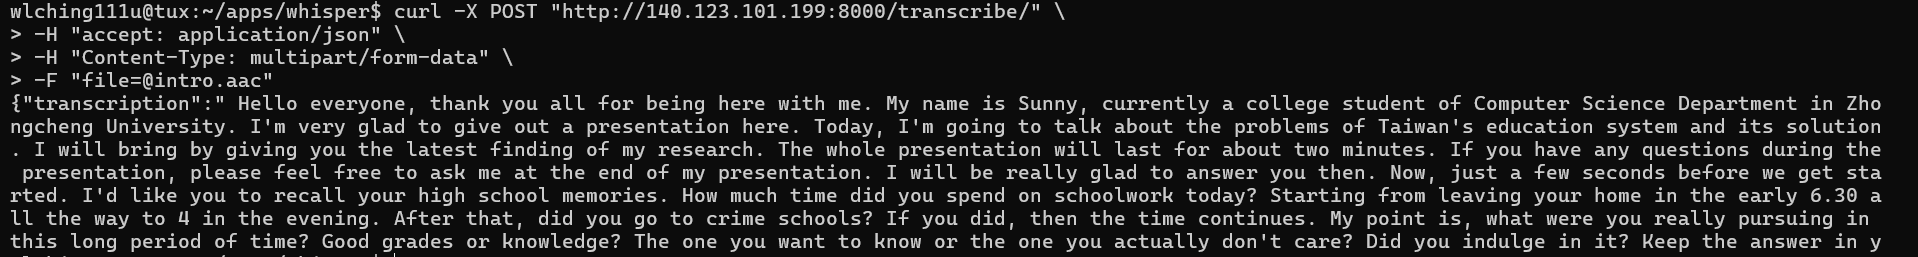 wlching111u@tux:~/apps/whisper$ curl -X POST "http://140.123.101.199:8000/transcribe/" \
> -H "accept: application/json" \
> -H "Content-Type: multipart/form-data" \
> -F "file=@intro.aac"
{"transcription":" Hello everyone, thank you all for being here with me. My name is Sunny, currently a college student of Computer Science Department in Zho
ngcheng University. I'm very glad to give out a presentation here. Today, I'm going to talk about the problems of Taiwan's education system and its solution
. I will bring by giving you the latest finding of my research. The whole presentation will last for about two minutes. If you have any questions during the
 presentation, please feel free to ask me at the end of my presentation. I will be really glad to answer you then. Now, just a few seconds before we get sta
rted. I'd like you to recall your high school memories. How much time did you spend on schoolwork today? Starting from leaving your home in the early 6.30 a
ll the way to 4 in the evening. After that, did you go to crime schools? If you did, then the time continues. My point is, what were you really pursuing in
this long period of time? Good grades or knowledge? The one you want to know or the one you actually don't care? Did you indulge in it? Keep the answer in y